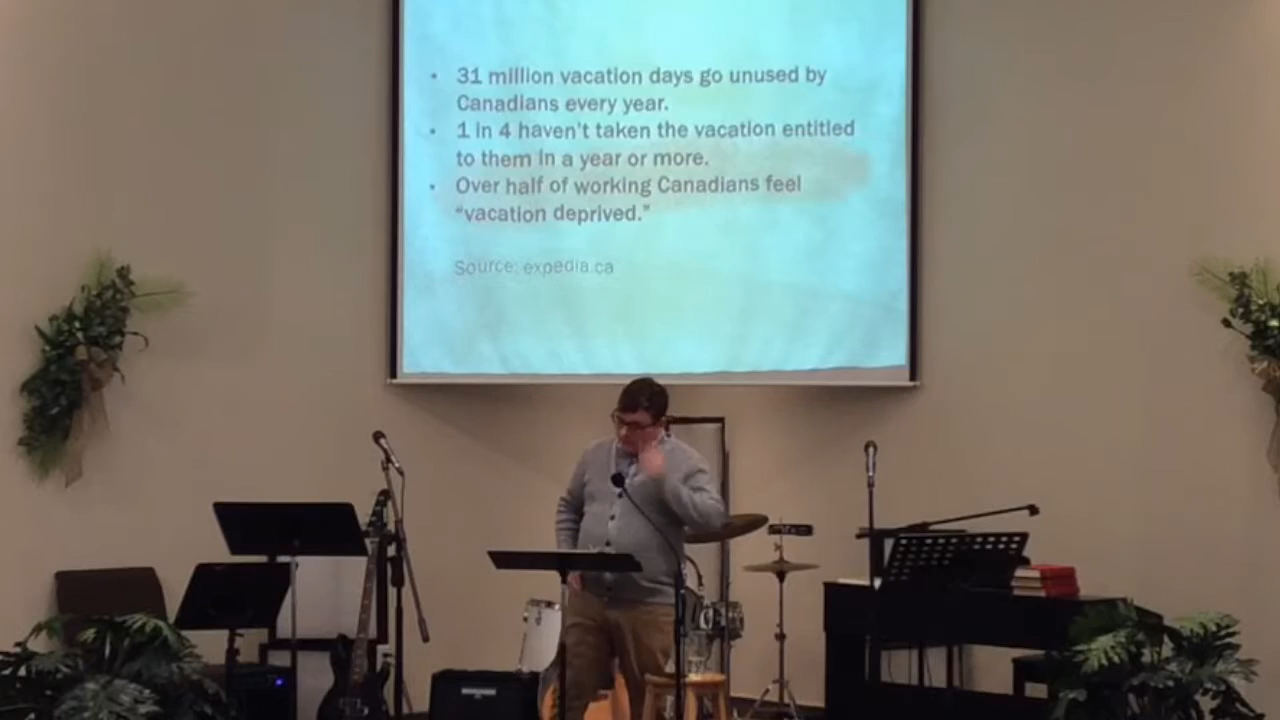 • 31 million vacation days go unused by
Canadians every year.
• 1 in 4 haven't taken the vacation entitled
to them in a year or more.
• Over half of working Canadians feel
“vacation deprived.”
Source: expedia.ca